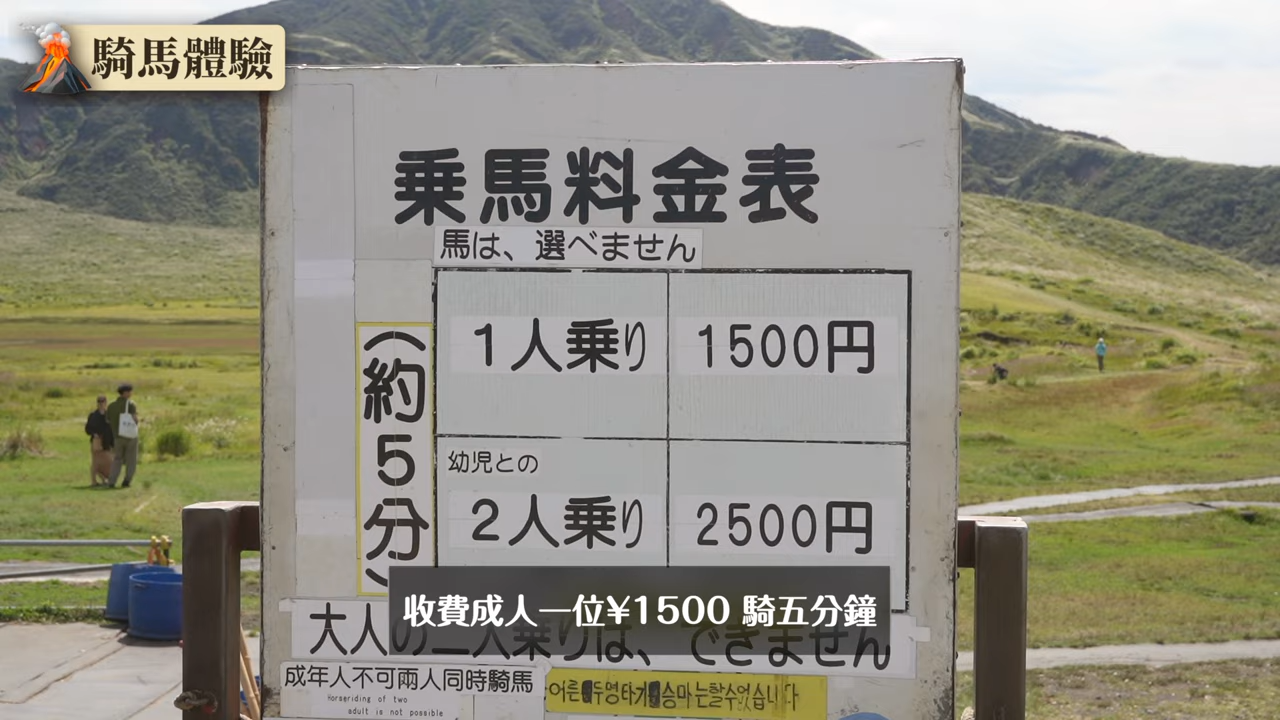 騎馬體驗
乗馬料金表
馬は、選べません
(約5分)
1人乗り 1500円
幼児との
2人乗り 2500円
収費成人一位¥1500 騎五分鐘
大人の二人乗りは、できません
成年人不可兩人同時騎馬
Horseriding of two
adult is not possible